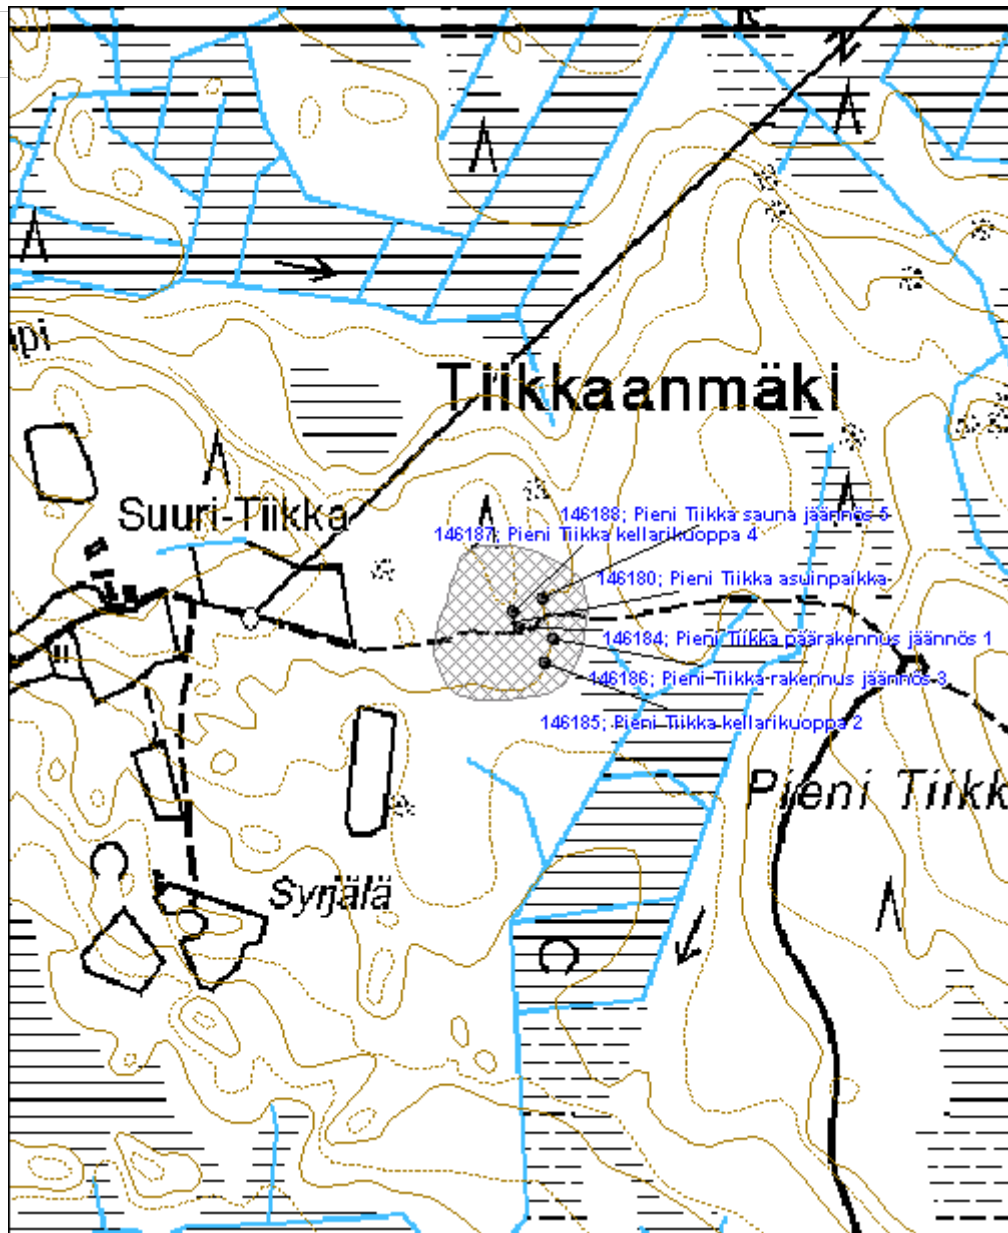 ıpi
Tiikkaanmäki
Suuri-Tiikka
146188; Pieni Tiikka sauna jäännös 5
146187; Pieni Tiikka kellarikuoppa 4
146180; Pieni Tiikka asuinpaikka
146184; Pieni Tiikka päärakennus jäännös 1
146186; Pieni Tiikka rakennus jäännös 3
146185; Pieni Tiikka kellarikuoppa 2
Pieni Tiikk
Syrjälä